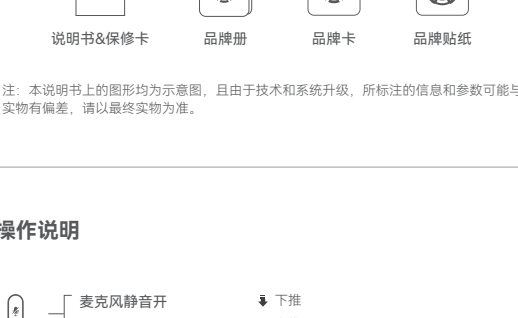 说明书&保修卡 品牌册 品牌卡 品牌贴纸
注：本说明书上的图形均为示意图，且由于技术和系统升级，所标注的信息和参数可能与
实物有偏差，请以最终实物为准。
操作说明
麦克风静音开 下推